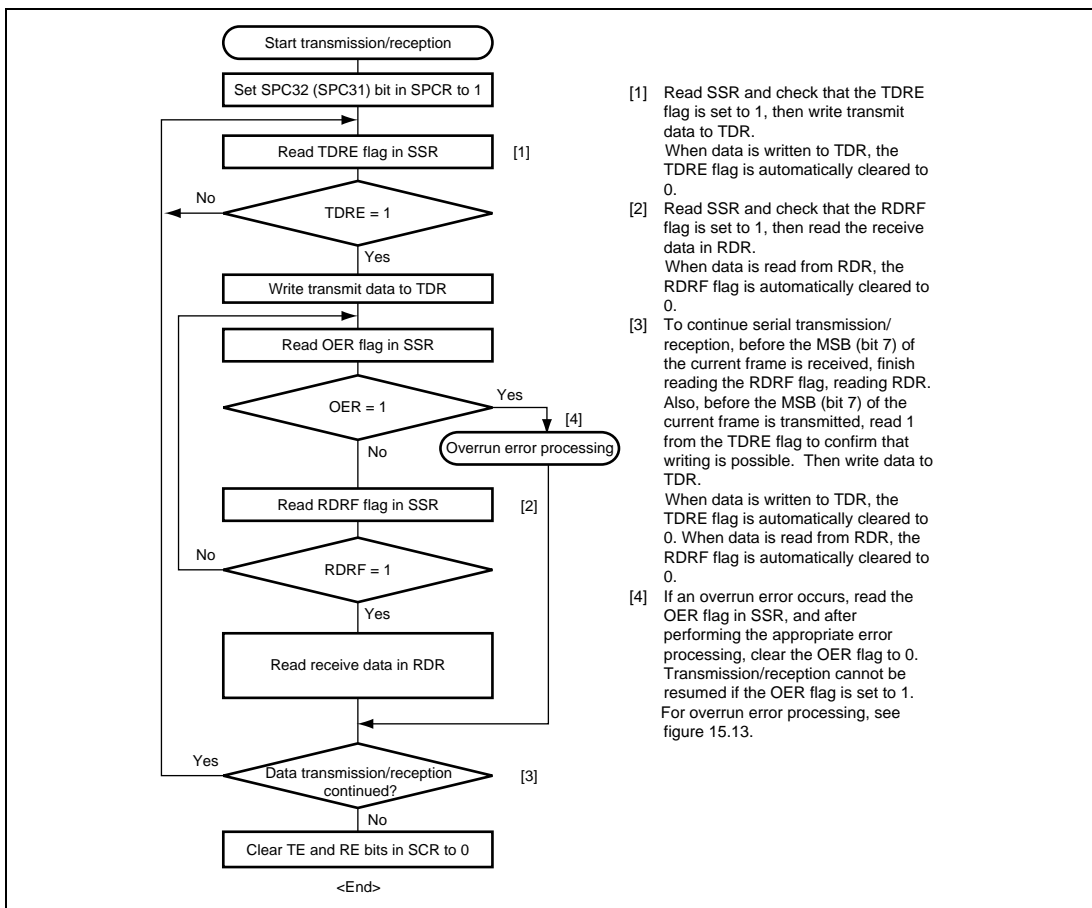 Start transmission/reception
Set SPC32 (SPC31) bit in SPCR to 1
Read TDRE flag in SSR
[1]
No
TDRE = 1
Yes
Write transmit data to TDR
Read OER flag in SSR
OER = 1
Yes
[4]
Overrun error processing
No
Read RDRF flag in SSR
[2]
No
RDRF = 1
Yes
Read receive data in RDR
Yes
Data transmission/reception
continued?
[3]
No
Clear TE and RE bits in SCR to 0
<End>
[1] Read SSR and check that the TDRE
flag is set to 1, then write transmit
data to TDR.
When data is written to TDR, the
TDRE flag is automatically cleared to
0.
[2] Read SSR and check that the RDRF
flag is set to 1, then read the receive
data in RDR.
When data is read from RDR, the
RDRF flag is automatically cleared to
0.
[3] To continue serial transmission/
reception, before the MSB (bit 7) of
the current frame is received, finish
reading the RDRF flag, reading RDR.
Also, before the MSB (bit 7) of the
current frame is transmitted, read 1
from the TDRE flag to confirm that
writing is possible. Then write data to
TDR.
When data is written to TDR, the
TDRE flag is automatically cleared to
0. When data is read from RDR, the
RDRF flag is automatically cleared to
0.
[4] If an overrun error occurs, read the
OER flag in SSR, and after
performing the appropriate error
processing, clear the OER flag to 0.
Transmission/reception cannot be
resumed if the OER flag is set to 1.
For overrun error processing, see
figure 15.13.